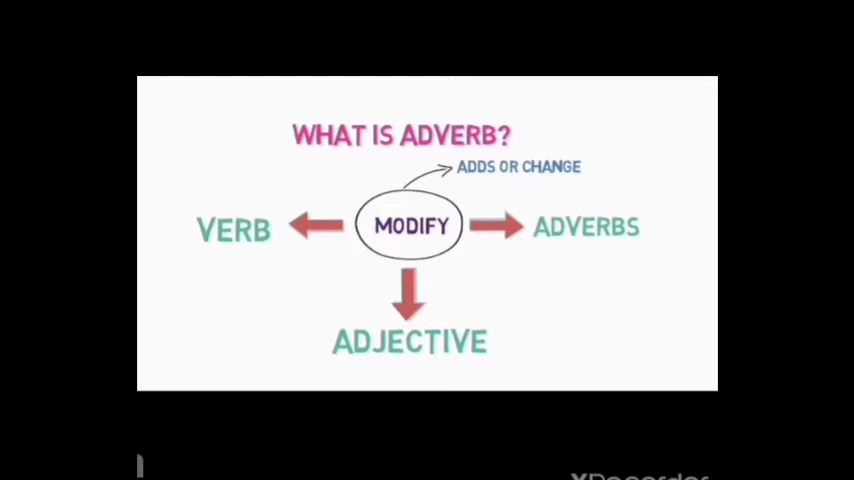 WHAT IS ADVERB?
ADDS OR CHANGE
VERB
MODIFY
ADVERBS
ADJECTIVE